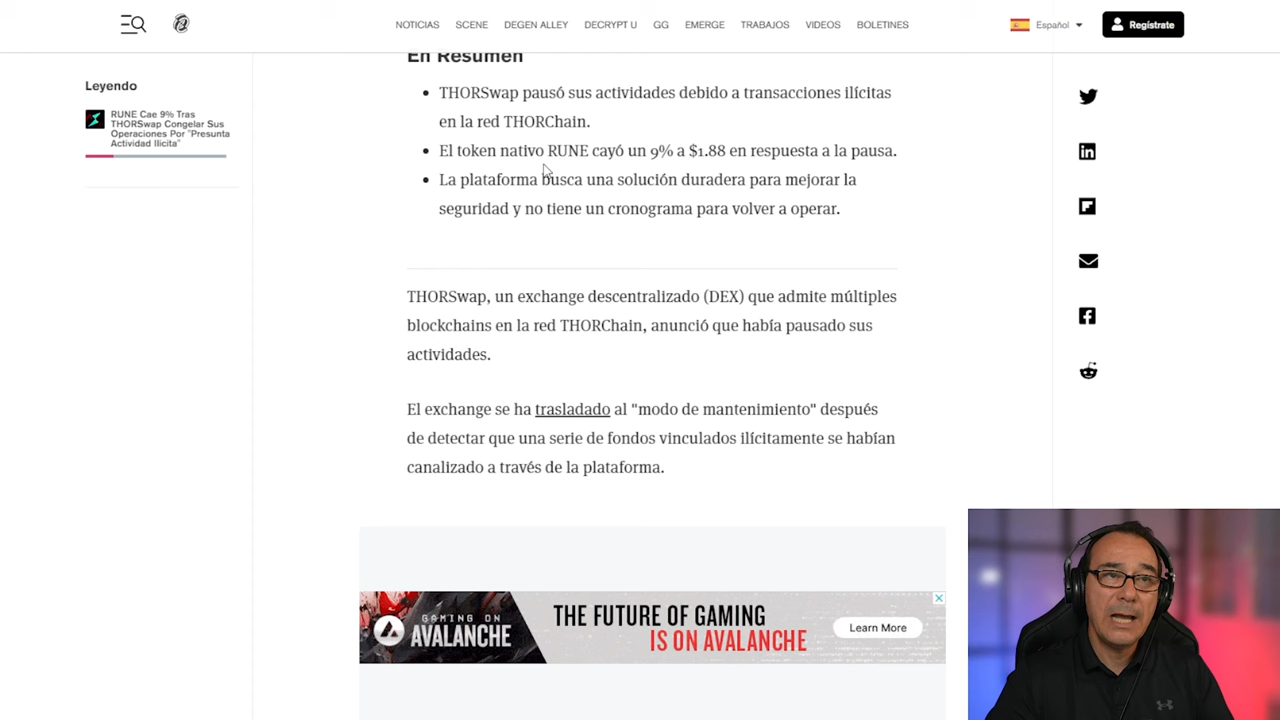 NOTICIAS SCENE DEGEN ALLEY DECRYPT U GG EMERGE TRABAJOS VIDEOS BOLETINES Español Regístrate
Leyendo
RUNE Cae 9% Tras
THORSwap Congelar Sus
Operaciones Por "Presunta
Actividad Ilícita"
En Resumen
THORSwap pausó sus actividades debido a transacciones ilícitas
en la red THORChain.
El token nativo RUNE cayó un 9% a $1.88 en respuesta a la pausa.
La plataforma busca una solución duradera para mejorar la
seguridad y no tiene un cronograma para volver a operar.
THORSwap, un exchange descentralizado (DEX) que admite múltiples
blockchains en la red THORChain, anunció que había pausado sus
actividades.
El exchange se ha trasladado al "modo de mantenimiento" después
de detectar que una serie de fondos vinculados ilícitamente se habían
canalizado a través de la plataforma.
GAMING ON
AVALANCHE
THE FUTURE OF GAMING
IS ON AVALANCHE
Learn More